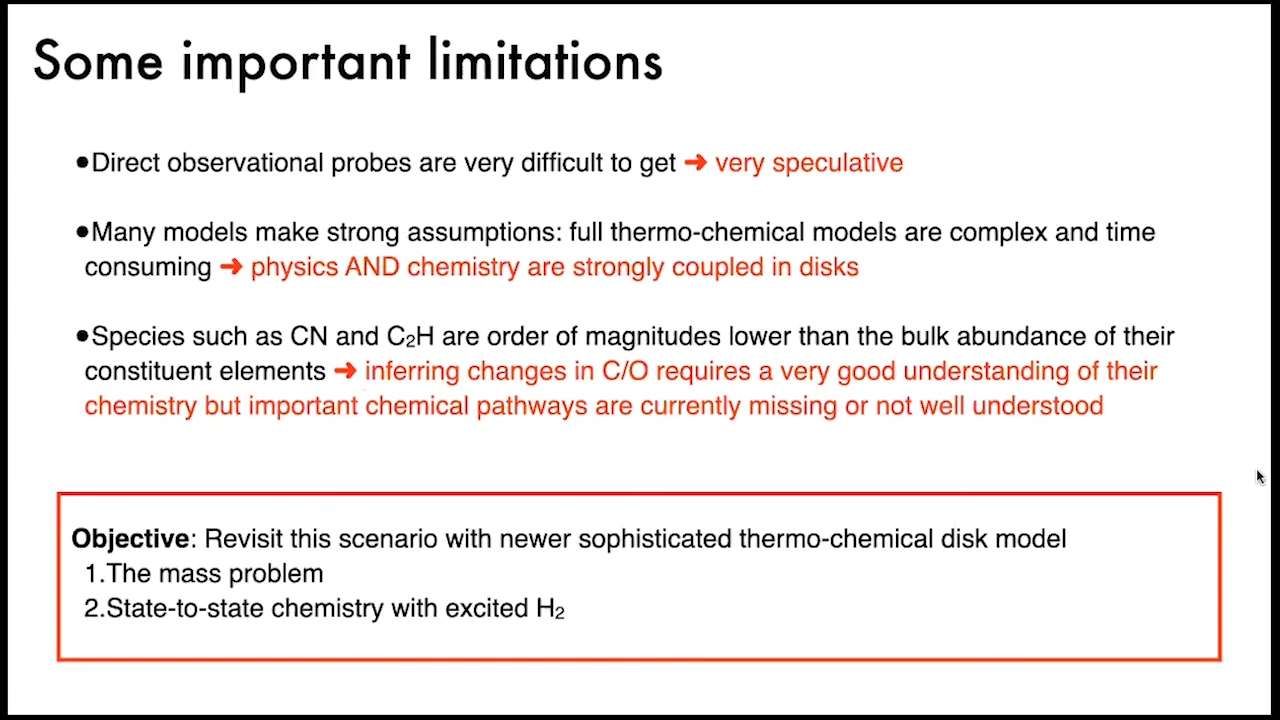 Some important limitations
●Direct observational probes are very difficult to get ➜ very speculative
●Many models make strong assumptions: full thermo-chemical models are complex and time
consuming ➜ physics AND chemistry are strongly coupled in disks
●Species such as CN and C₂H are order of magnitudes lower than the bulk abundance of their
constituent elements ➜ inferring changes in C/O requires a very good understanding of their
chemistry but important chemical pathways are currently missing or not well understood
Objective: Revisit this scenario with newer sophisticated thermo-chemical disk model
1.The mass problem
2.State-to-state chemistry with excited H₂